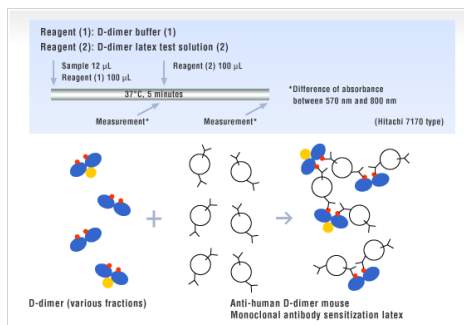 Reagent (1): D-dimer buffer (1)
Reagent (2): D-dimer latex test solution (2)
Sample 12 µL
Reagent (1) 100 µL
Reagent (2) 100 µL
37°C, 5 minutes
*Difference of absorbance
between 570 nm and 800 nm
Measurement*
Measurement*
(Hitachi 7170 type)
D-dimer (various fractions)
Anti-human D-dimer mouse
Monoclonal antibody sensitization latex